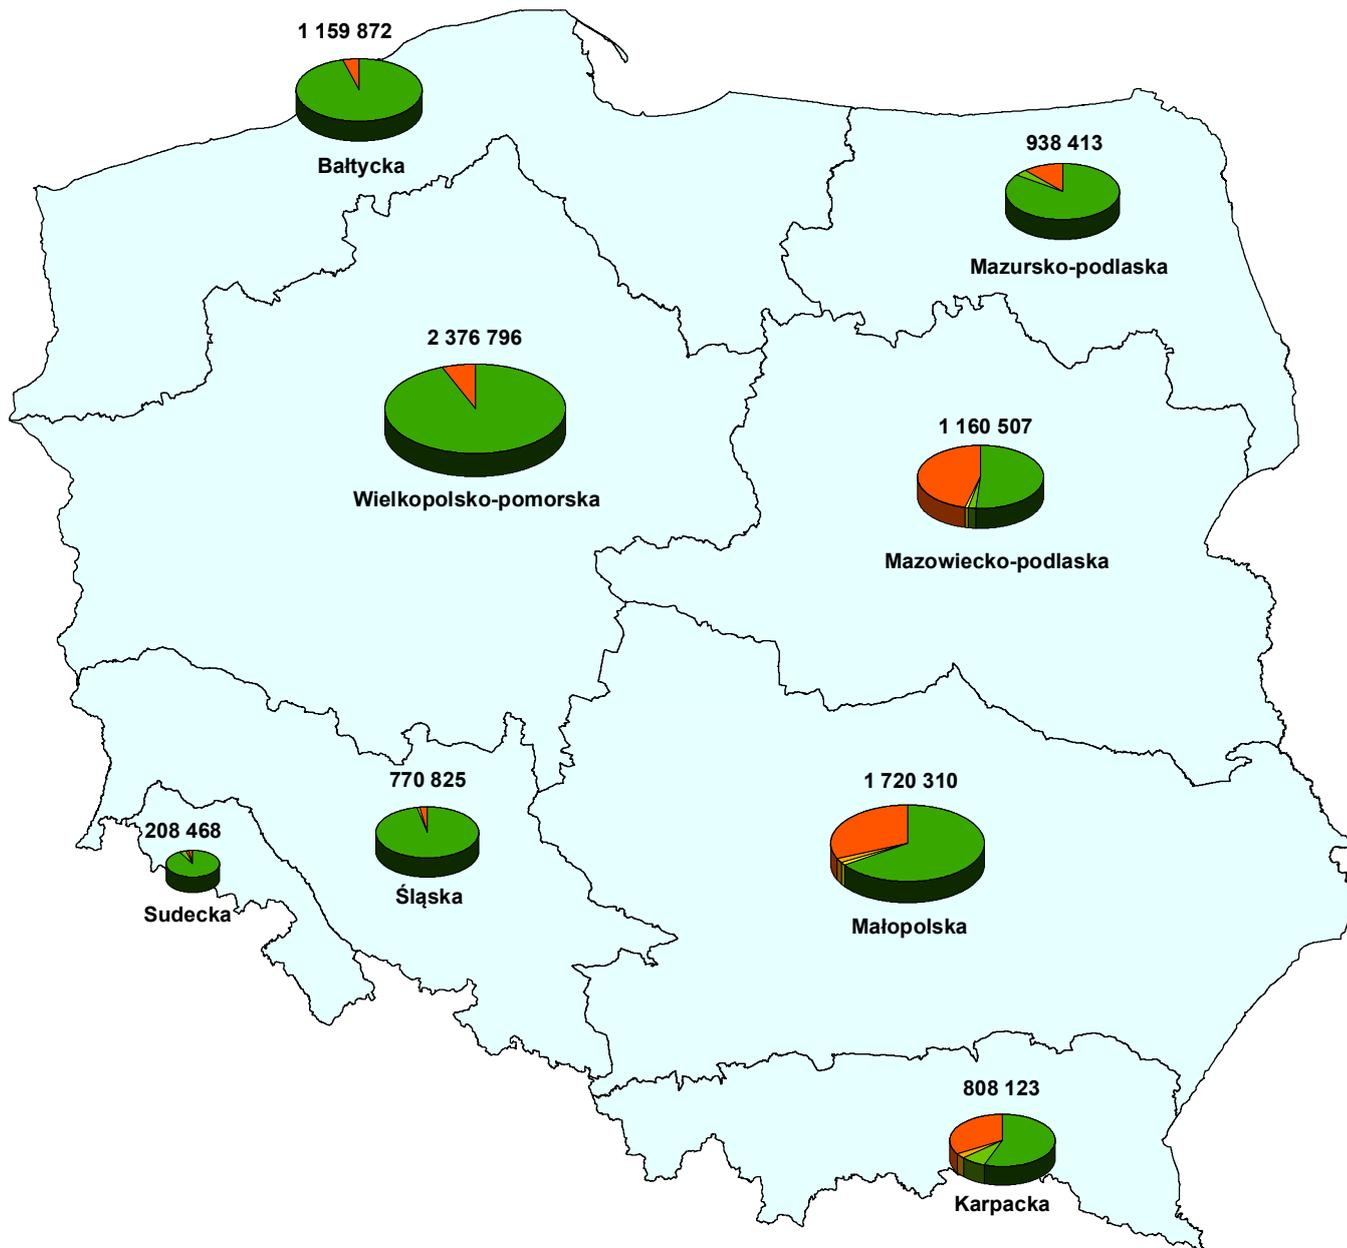 1 159 872
Bałtycka
938 413
Mazursko-podlaska
2 376 796
Wielkopolsko-pomorska
1 160 507
Mazowiecko-podlaska
770 825
Śląska
1 720 310
Małopolska
208 468
Sudecka
808 123
Karpacka